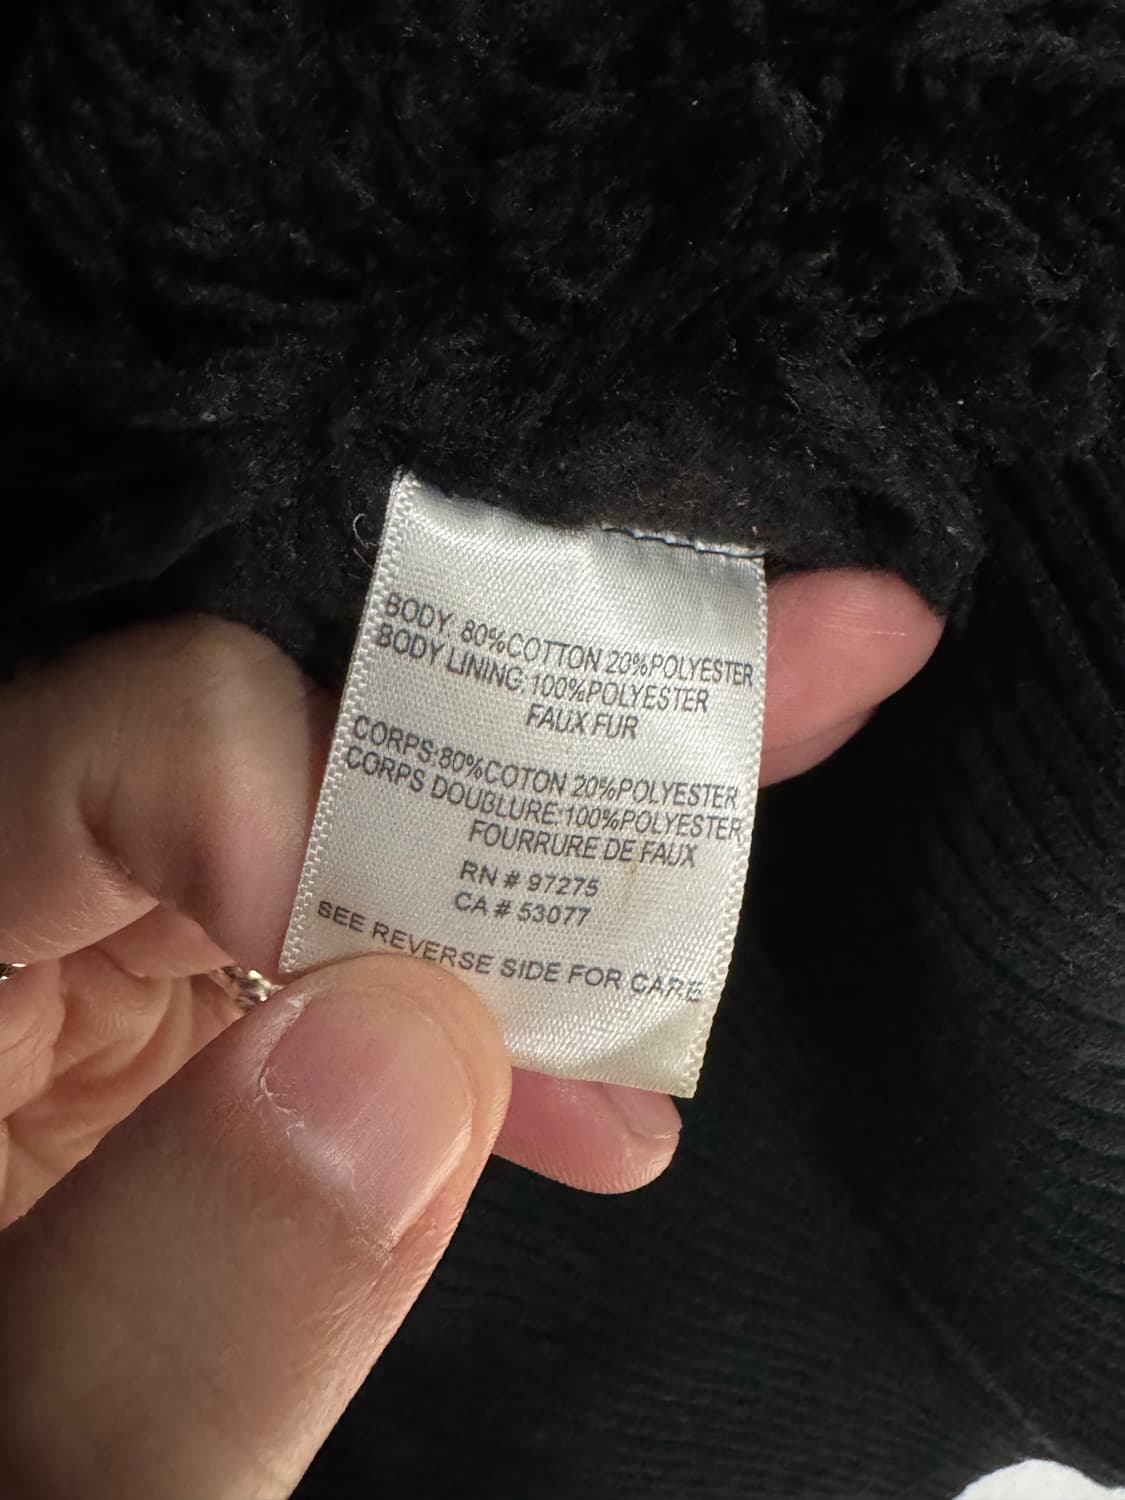 BODY: 80%COTTON 20%POLYESTER
BODY LINING:100%POLYESTER
FAUX FUR
CORPS:80%COTON 20%POLYESTER
CORPS DOUBLURE:100%POLYESTER
FOURRURE DE FAUX
RN # 97275
CA # 53077
SEE REVERSE SIDE FOR CARE